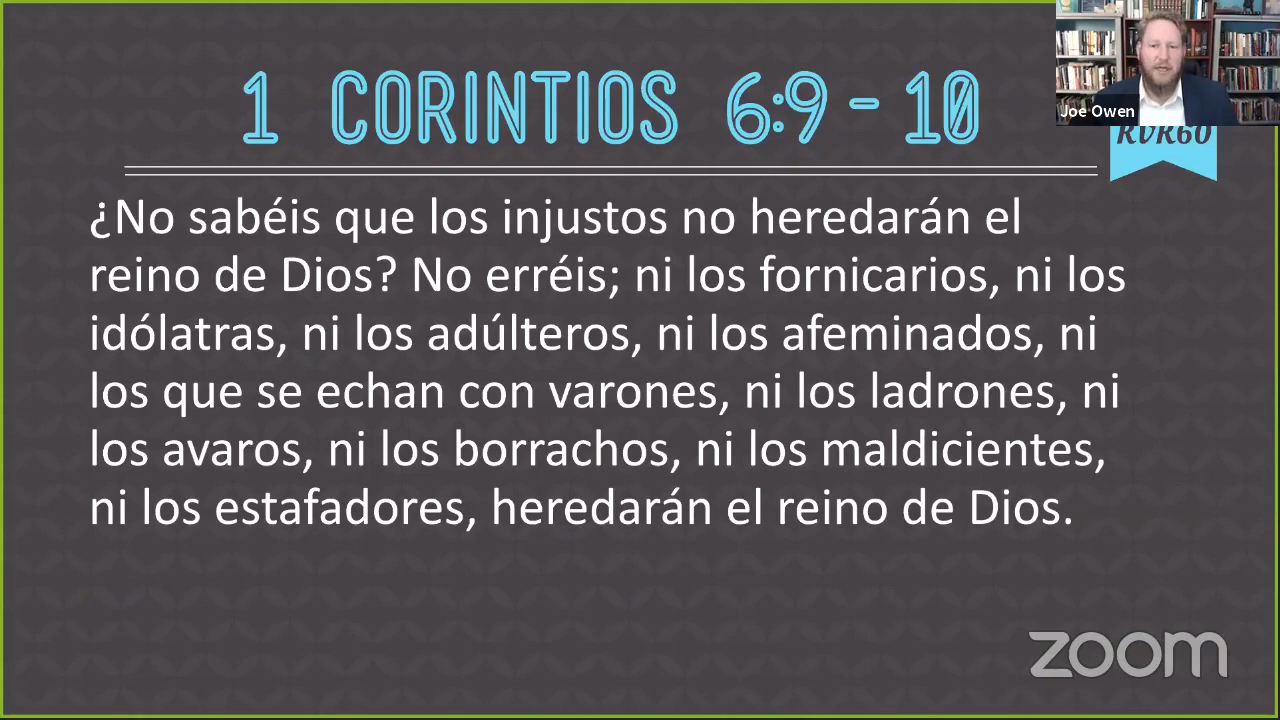 1 CORINTIOS 6:9 - 10
Joe Owen
RVR60
¿No sabéis que los injustos no heredarán el
reino de Dios? No erréis; ni los fornicarios, ni los
idólatras, ni los adúlteros, ni los afeminados, ni
los que se echan con varones, ni los ladrones, ni
los avaros, ni los borrachos, ni los maldicientes,
ni los estafadores, heredarán el reino de Dios.
zoom